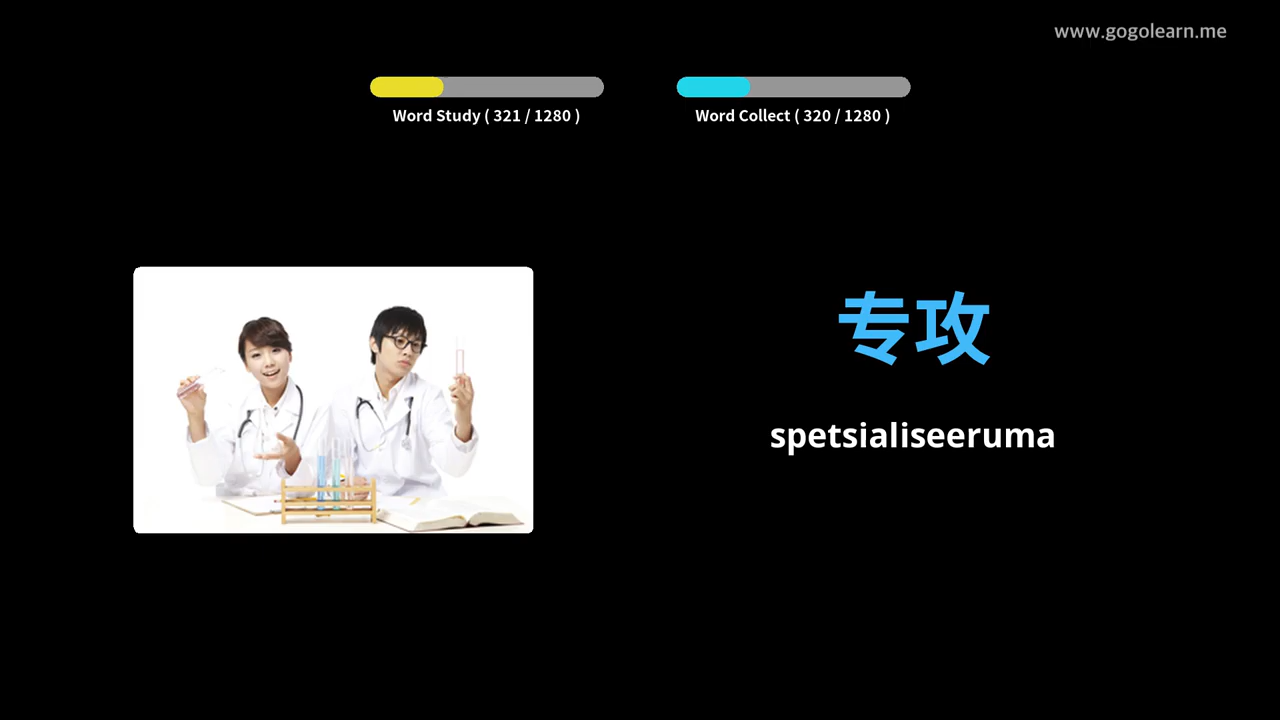 www.gogolearn.me
Word Study ( 321 / 1280 )
Word Collect ( 320 / 1280 )
专攻
spetsialiseeruma